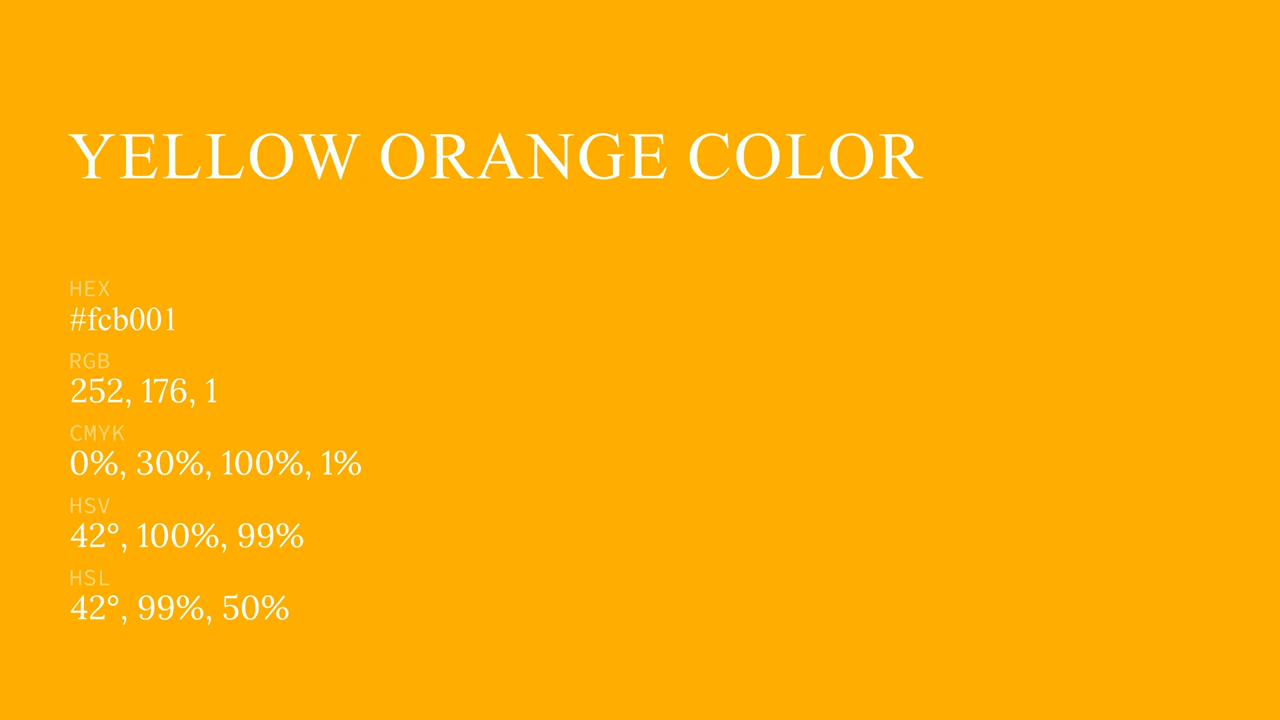 YELLOW ORANGE COLOR
HEX
#fcb001
RGB
252, 176, 1
CMYK
0%, 30%, 100%, 1%
HSV
42°, 100%, 99%
HSL
42°, 99%, 50%